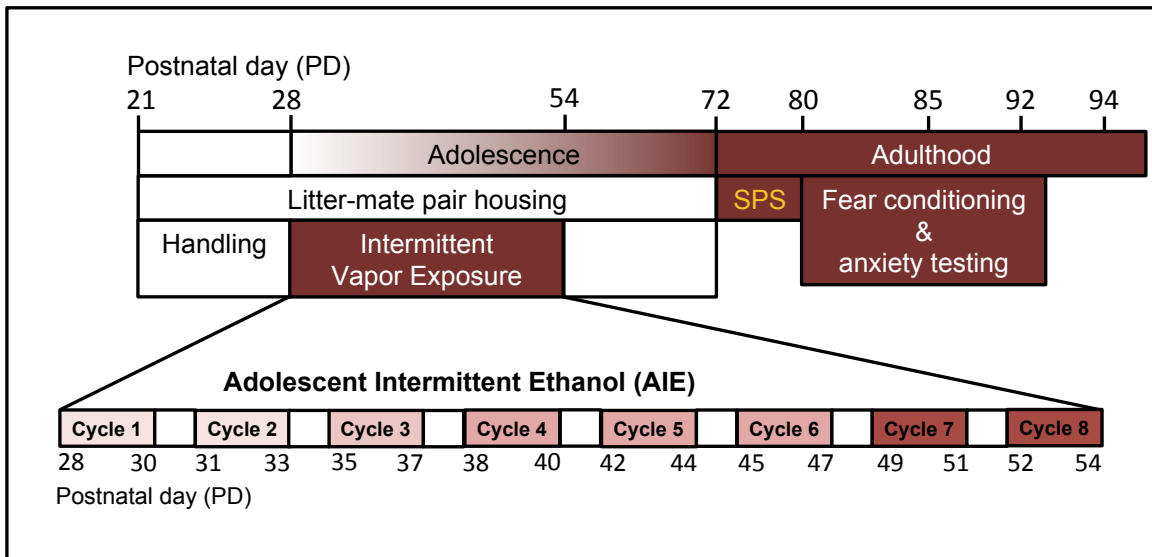 Postnatal day (PD)
21 28 54 72 80 85 92 94
Adolescence Adulthood
Litter-mate pair housing SPS Fear conditioning
&
anxiety testing
Handling Intermittent
Vapor Exposure
Adolescent Intermittent Ethanol (AIE)
Cycle 1 Cycle 2 Cycle 3 Cycle 4 Cycle 5 Cycle 6 Cycle 7 Cycle 8
28 30 31 33 35 37 38 40 42 44 45 47 49 51 52 54
Postnatal day (PD)